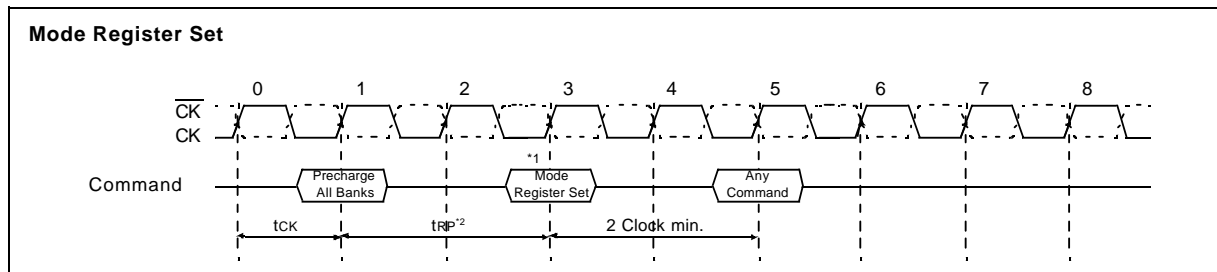 Mode Register Set
0 1 2 3 4 5 6 7 8
CK
CK
*1
Command
Precharge All Banks
Mode Register Set
Any Command
tCK
tRP*2
2 Clock min.